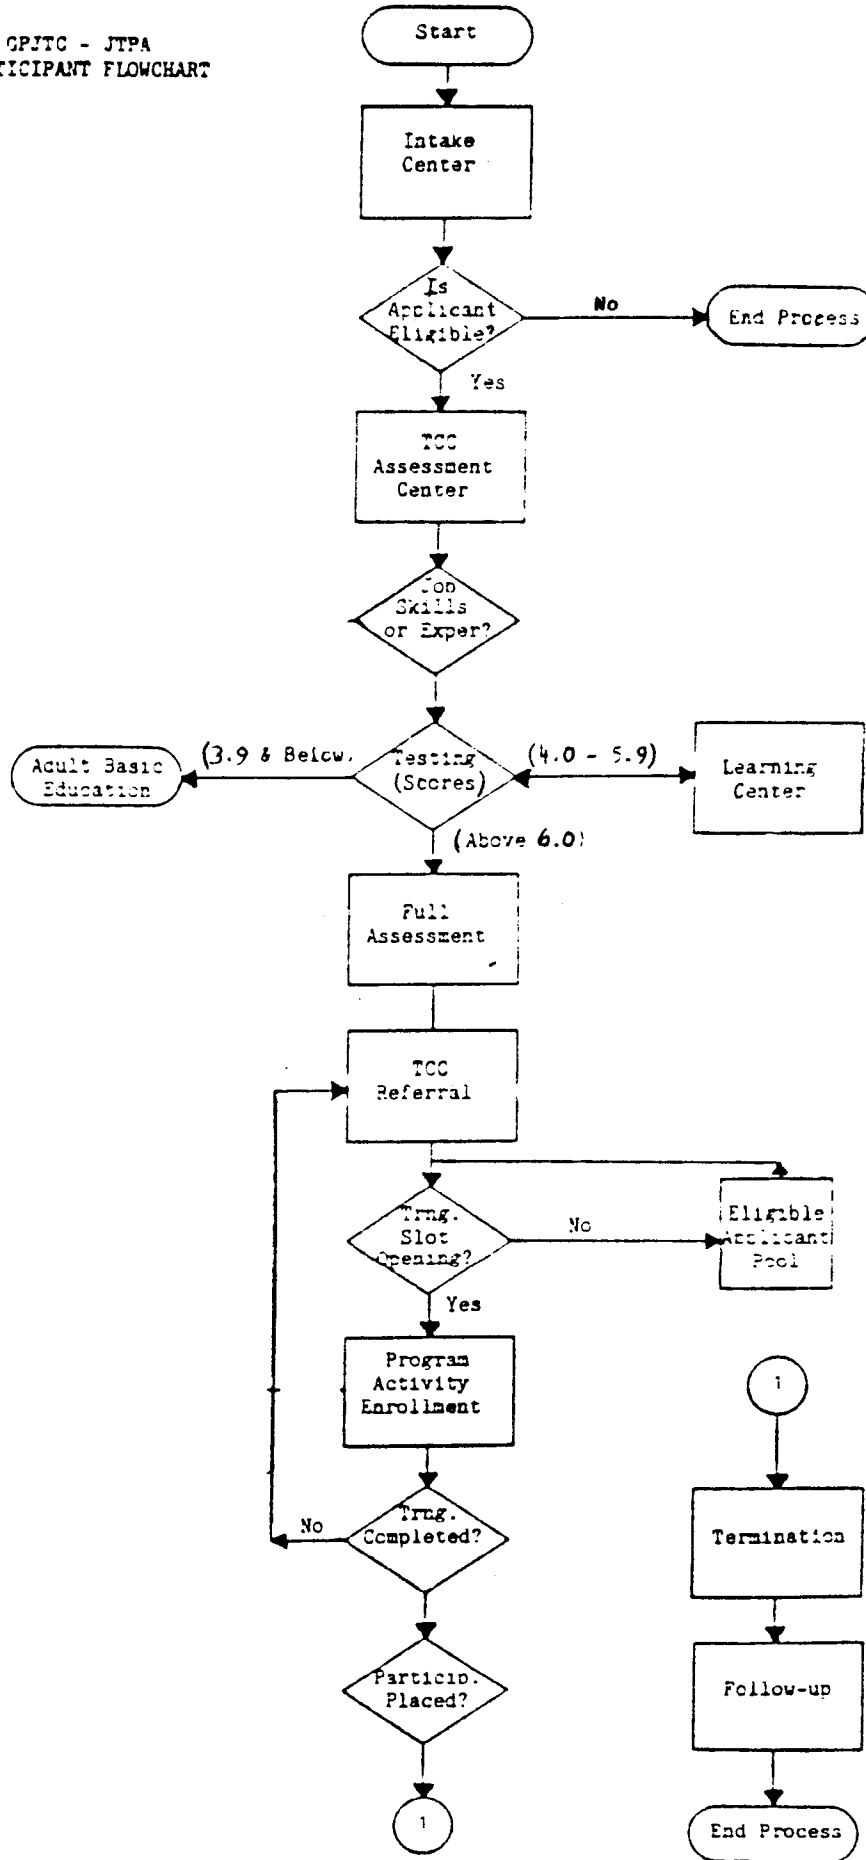 GPJTC - JTPA
TICIPANT FLOWCHART
Start
Intake
Center
Is
Applicant
Eligible?
No
End Process
Yes
TCC
Assessment
Center
Job
Skills
or Exper?
Testing
(Scores)
(3.9 & Below,
Adult Basic
Education
(4.0 - 5.9)
Learning
Center
(Above 6.0)
Full
Assessment
TCC
Referral
Trng.
Slot
Opening?
No
Eligible
Applicant
Pool
Yes
Program
Activity
Enrollment
Trng.
Completed?
No
Particip.
Placed?
1
1
Termination
Follow-up
End Process